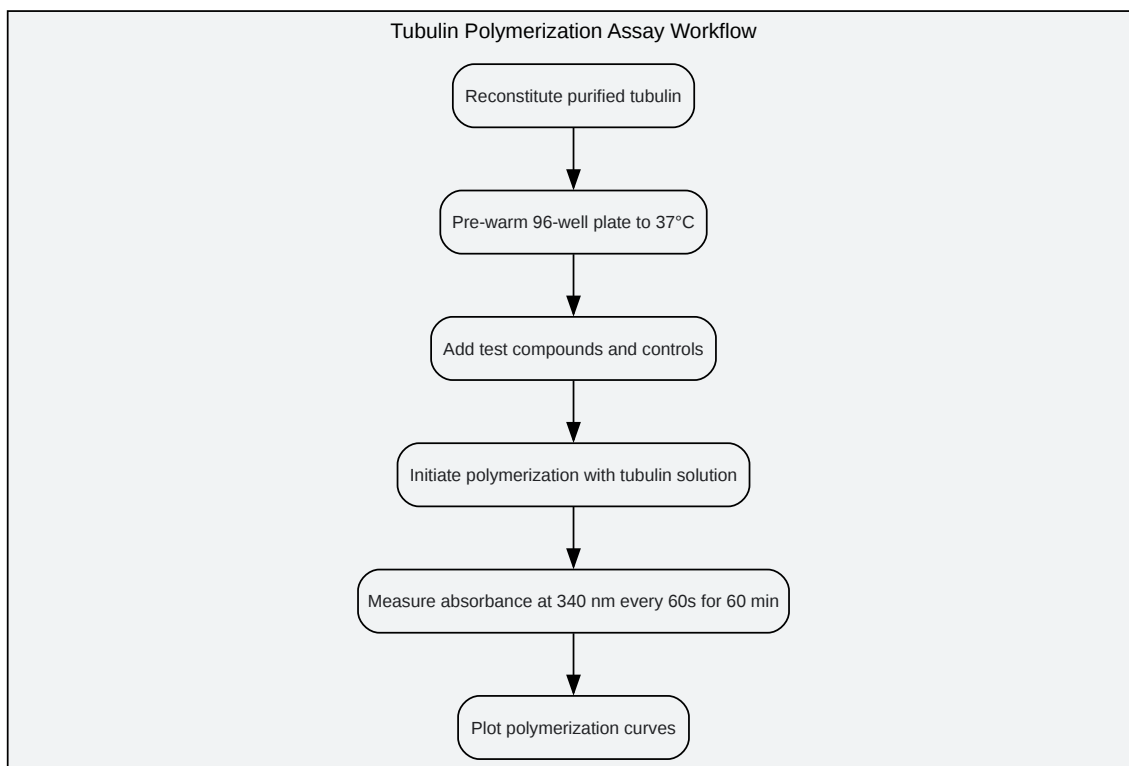 Tubulin Polymerization Assay Workflow
Reconstitute purified tubulin
Pre-warm 96-well plate to 37°C
Add test compounds and controls
Initiate polymerization with tubulin solution
Measure absorbance at 340 nm every 60s for 60 min
Plot polymerization curves